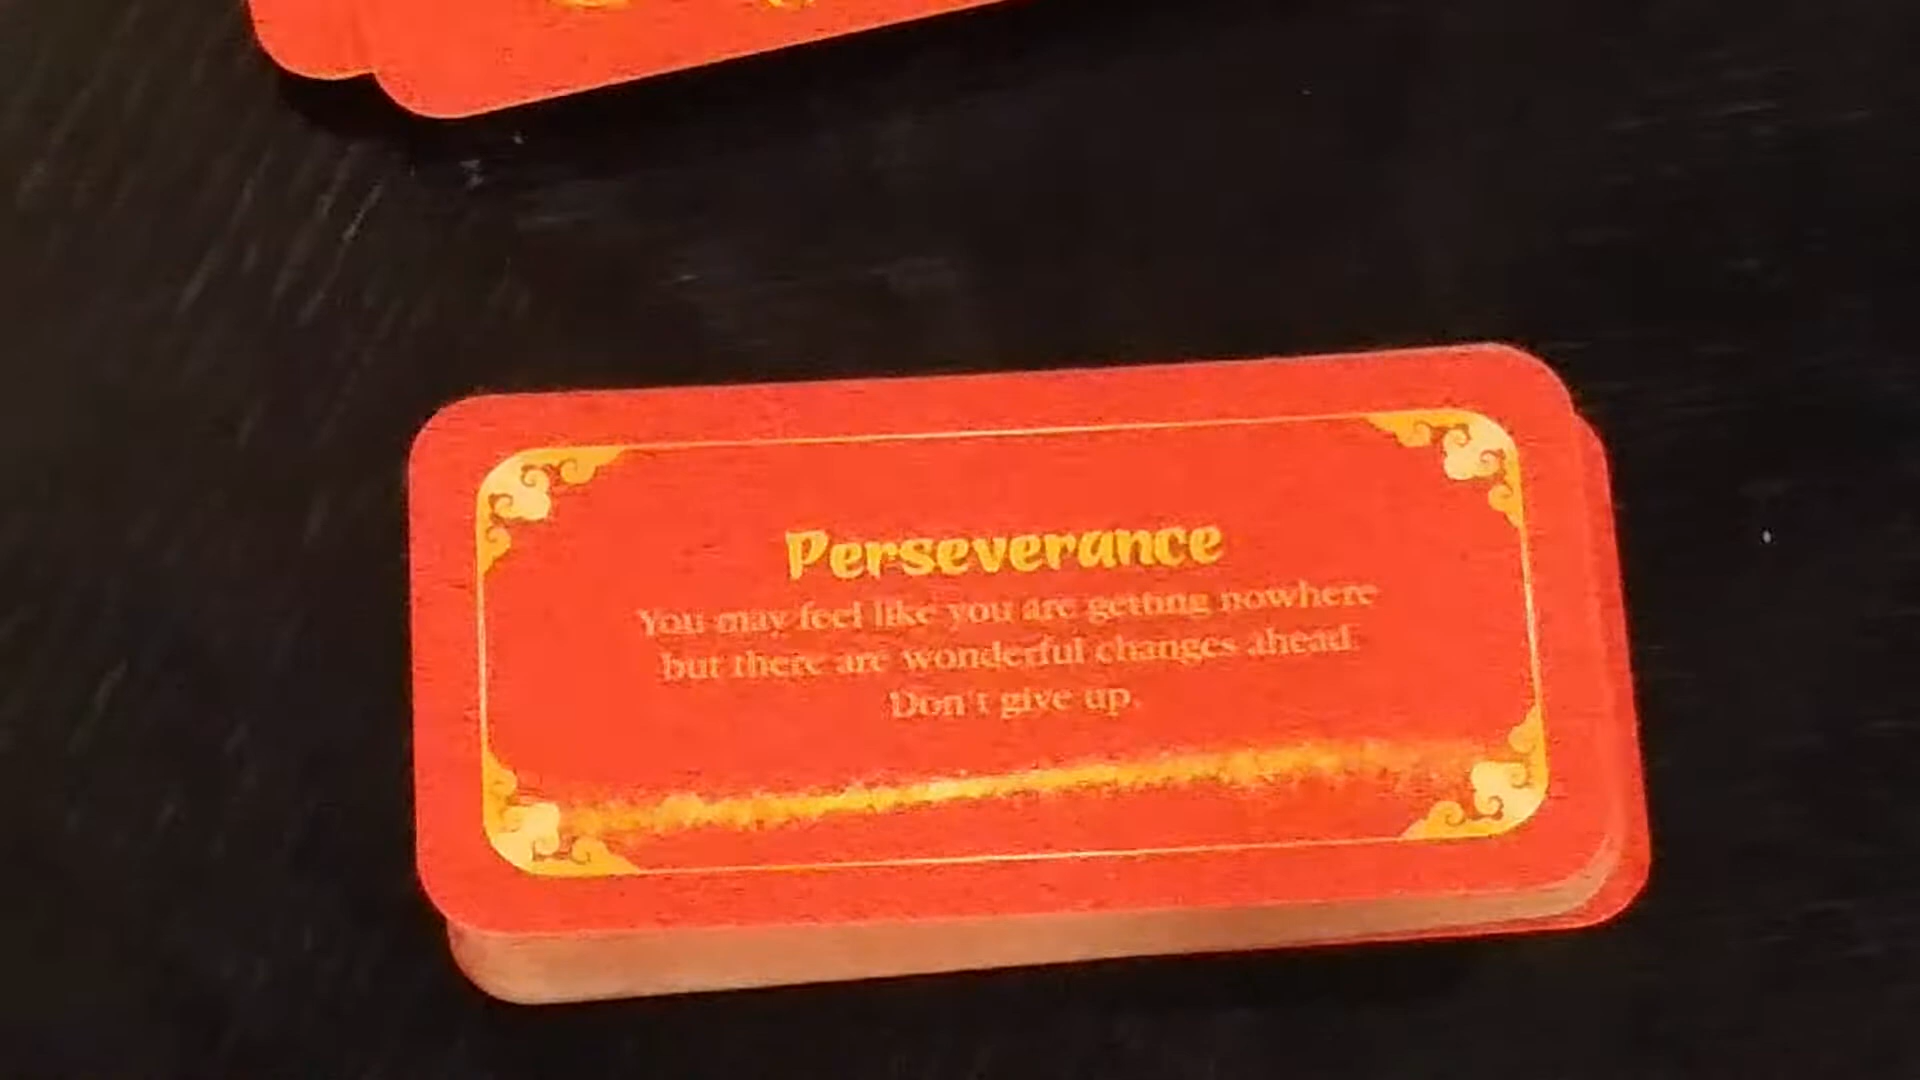 Perseverance
You may feel like you are getting nowhere
but there are wonderful changes ahead.
Don't give up.